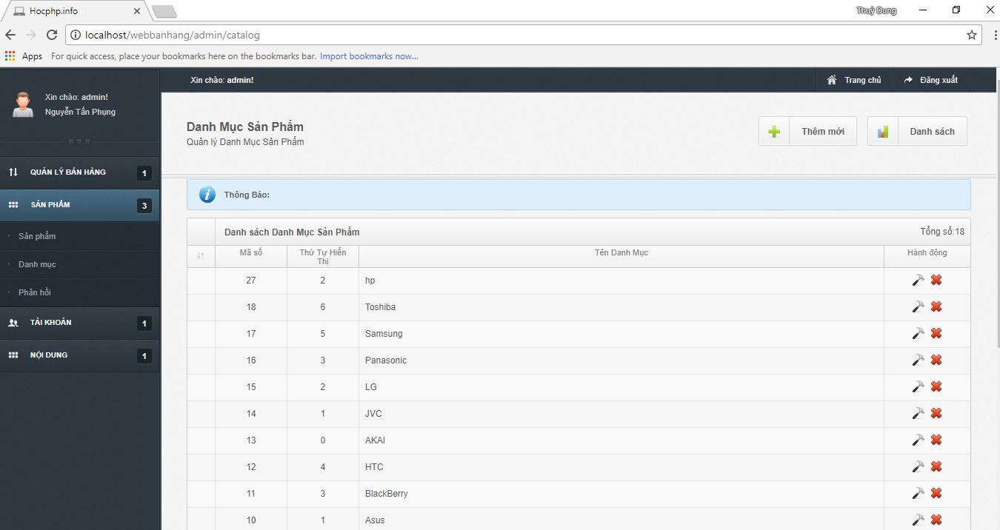 Hocphp.info
Thuỳ Dung
localhost/webbanhang/admin/catalog
Apps For quick access, place your bookmarks here on the bookmarks bar. Import bookmarks now...
Xin chào: admin!
Nguyễn Tấn Phụng
QUẢN LÝ BÁN HÀNG 1
SẢN PHẨM 3
Sản phẩm
Danh mục
Phản hồi
TÀI KHOẢN 1
NỘI DUNG 1
Xin chào: admin! Trang chủ Đăng xuất
Danh Mục Sản Phẩm
Quản lý Danh Mục Sản Phẩm
Thêm mới Danh sách
Thông Báo:
Danh sách Danh Mục Sản Phẩm Tổng số:18
Mã số Thứ Tự Hiển Thị Tên Danh Mục Hành động
27 2 hp
18 6 Toshiba
17 5 Samsung
16 3 Panasonic
15 2 LG
14 1 JVC
13 0 AKAI
12 4 HTC
11 3 BlackBerry
10 1 Asus